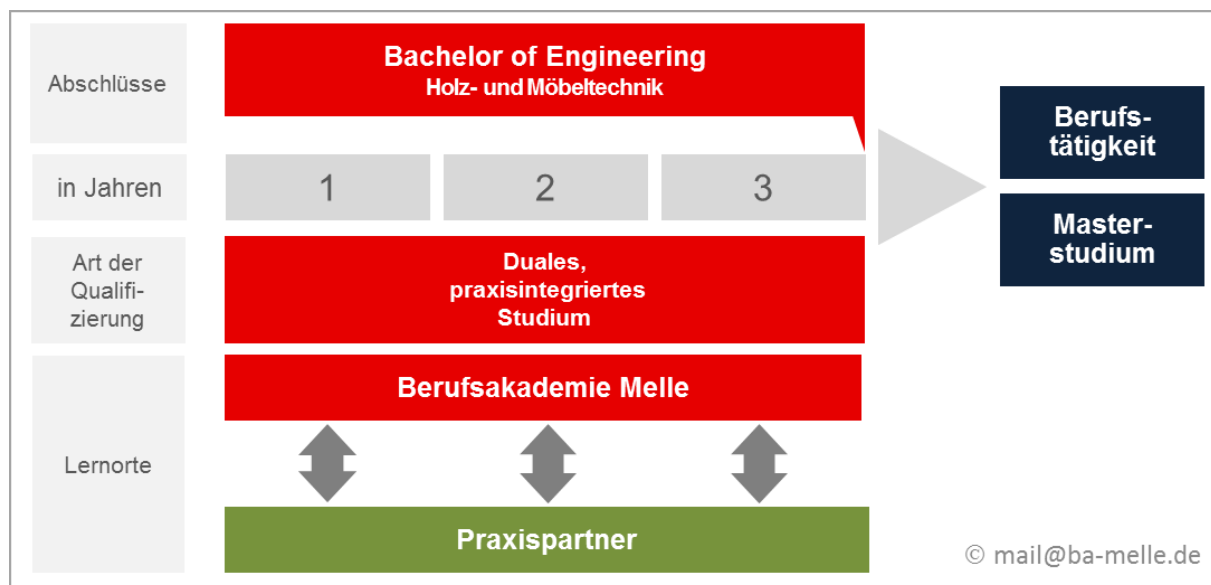 Abschlüsse
Bachelor of Engineering
Holz- und Möbeltechnik
in Jahren
1
2
3
Berufs-
tätigkeit
Master-
studium
Art der
Qualifi-
zierung
Duales,
praxisintegriertes
Studium
Lernorte
Berufsakademie Melle
Praxispartner
© mail@ba-melle.de